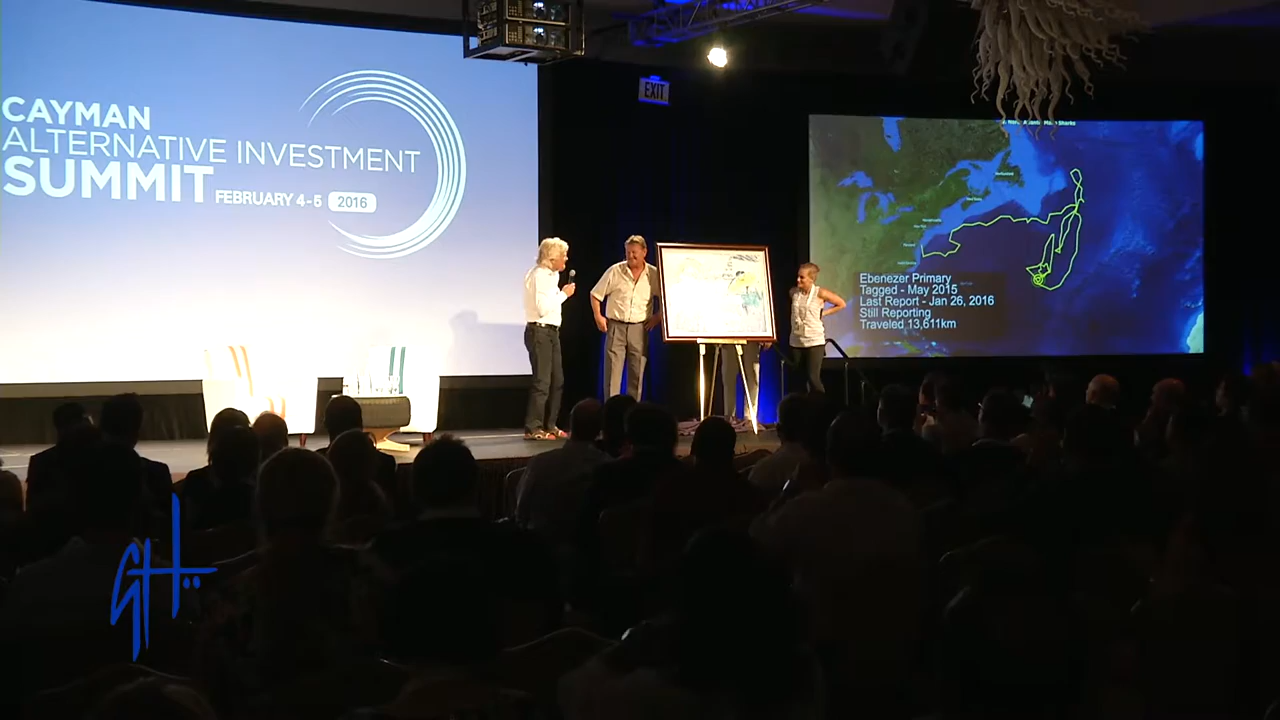 CAYMAN
ALTERNATIVE INVESTMENT
SUMMIT FEBRUARY 4-5 2016
EXIT
Ebenezer Primary
Tagged - May 2015
Last Report - Jan 26, 2016
Still Reporting
Traveled 13,611km
GH